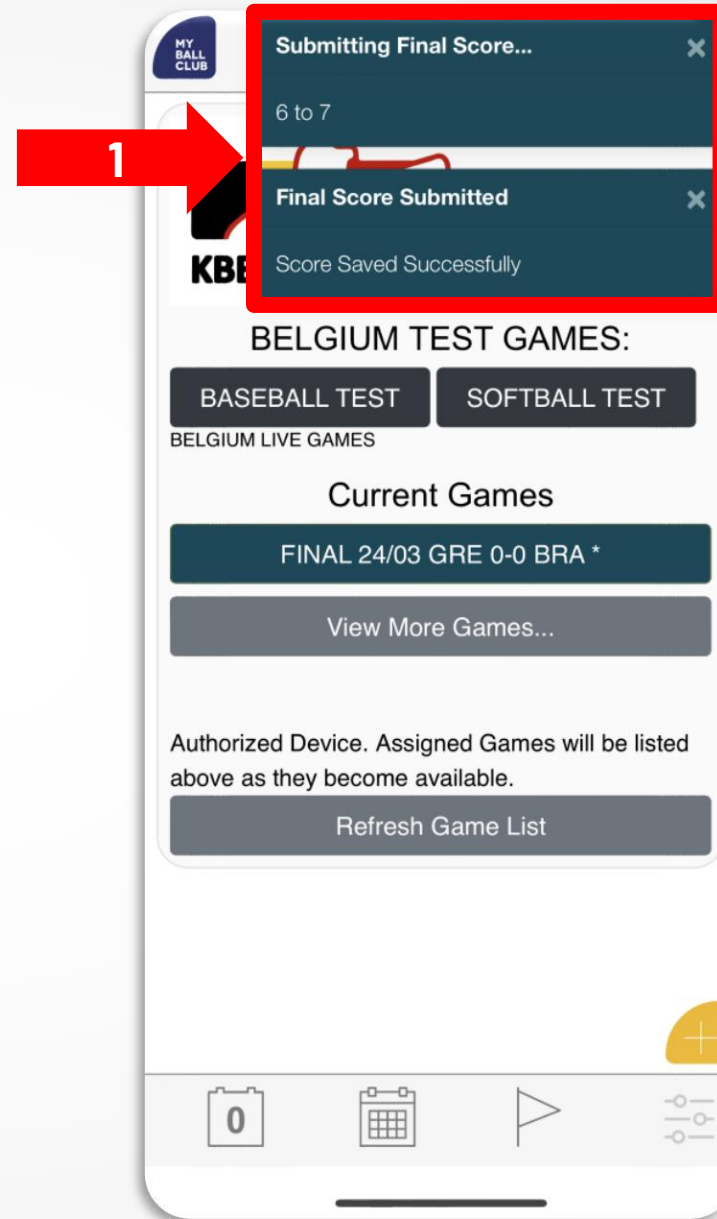 MY
BALL
CLUB
Submitting Final Score...
6 to 7
1
Final Score Submitted
Score Saved Successfully
BELGIUM TEST GAMES:
BASEBALL TEST
SOFTBALL TEST
BELGIUM LIVE GAMES
Current Games
FINAL 24/03 GRE 0-0 BRA *
View More Games...
Authorized Device. Assigned Games will be listed
above as they become available.
Refresh Game List
0